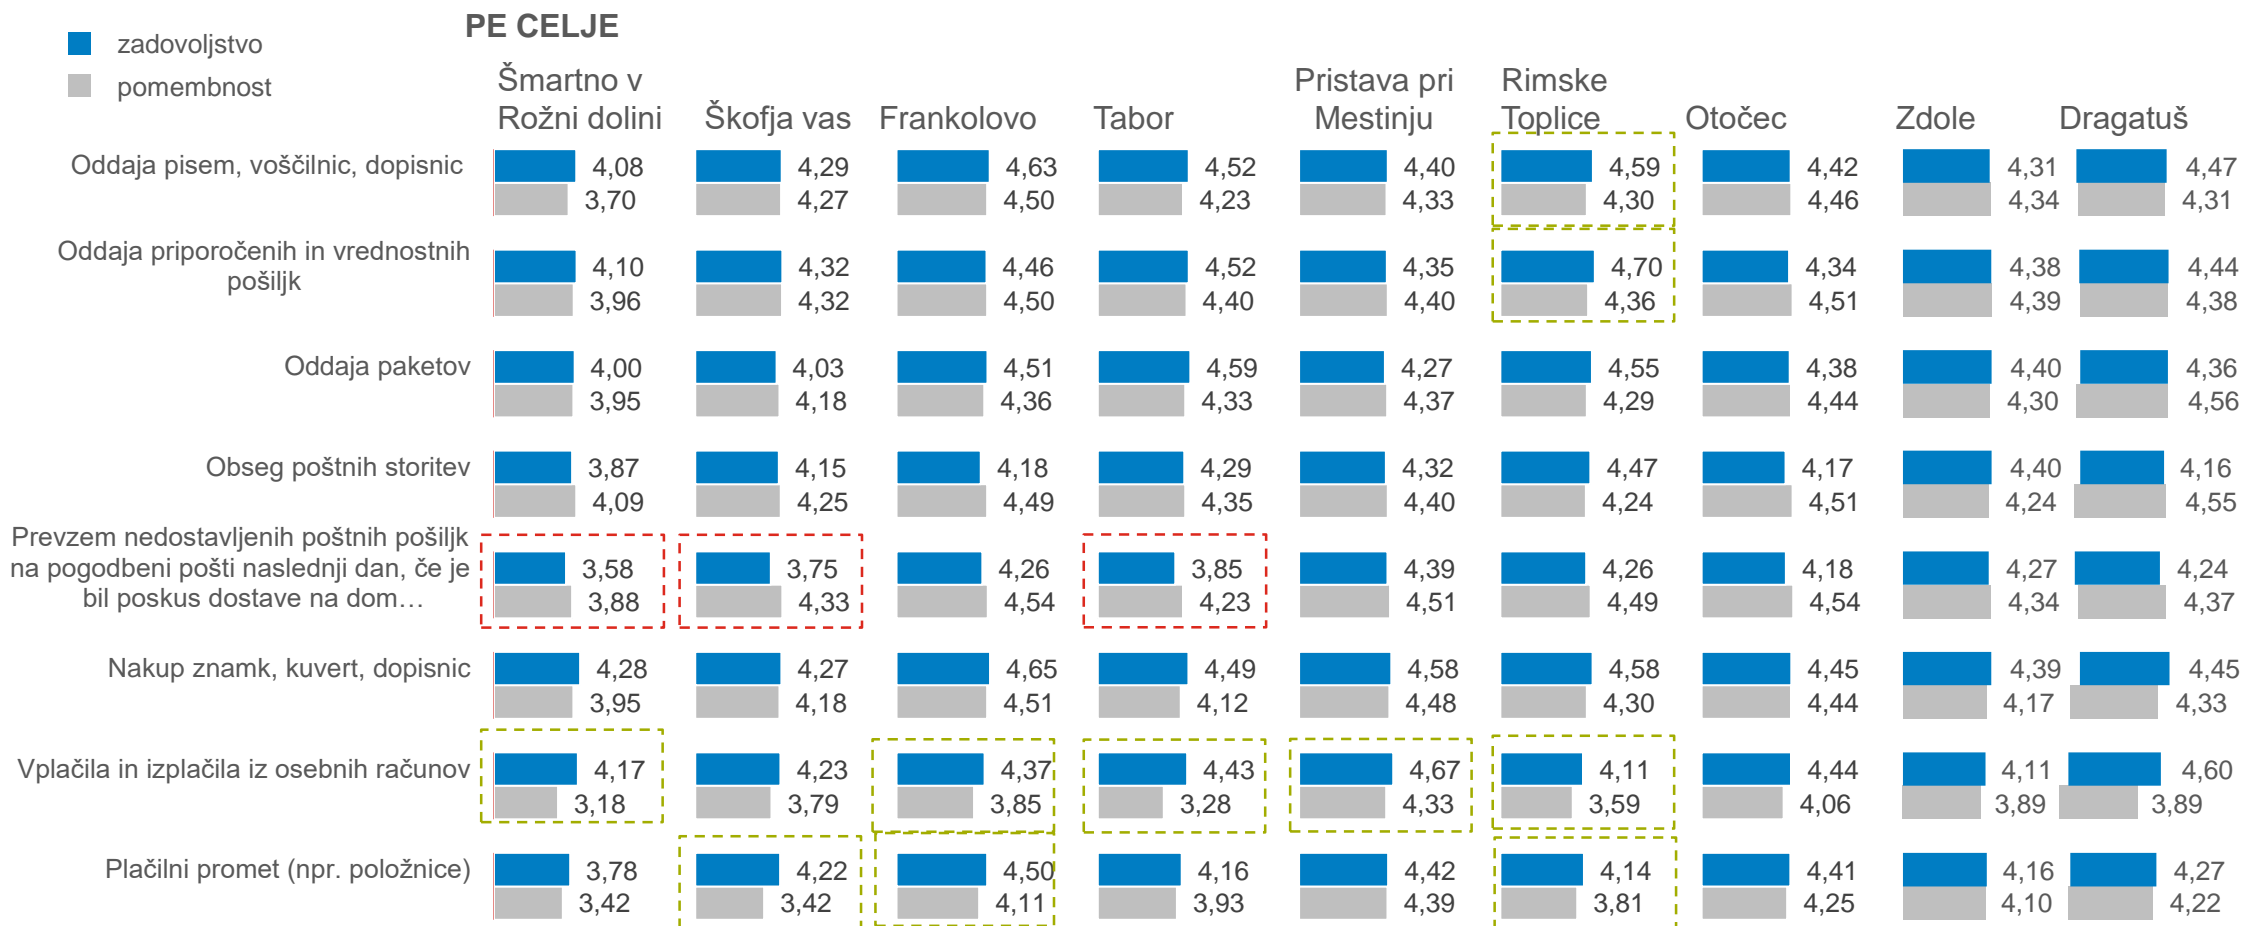 PE CELJE
zadovoljstvo
pomembnost
Šmartno v Rožni dolini
Škofja vas
Frankolovo
Tabor
Pristava pri Mestinju
Rimske Toplice
Otočec
Zdole
Dragatuš
Oddaja pisem, voščilnic, dopisnic
4,08 4,29 4,63 4,52 4,40 4,59 4,42 4,31 4,47
3,70 4,27 4,50 4,23 4,33 4,30 4,46 4,34 4,31
Oddaja priporočenih in vrednostnih
pošiljk
4,10 4,32 4,46 4,52 4,35 4,70 4,34 4,38 4,44
3,96 4,32 4,50 4,40 4,40 4,36 4,51 4,39 4,38
Oddaja paketov
4,00 4,03 4,51 4,59 4,27 4,55 4,38 4,40 4,36
3,95 4,18 4,36 4,33 4,37 4,29 4,44 4,30 4,56
Obseg poštnih storitev
3,87 4,15 4,18 4,29 4,32 4,47 4,17 4,40 4,16
4,09 4,25 4,49 4,35 4,40 4,24 4,51 4,24 4,55
Prevzem nedostavljenih poštnih pošiljk
na pogodbeni pošti naslednji dan, če je
bil poskus dostave na dom…
3,58 3,75 4,26 3,85 4,39 4,26 4,18 4,27 4,24
3,88 4,33 4,54 4,23 4,51 4,49 4,54 4,34 4,37
Nakup znamk, kuvert, dopisnic
4,28 4,27 4,65 4,49 4,58 4,58 4,45 4,39 4,45
3,95 4,18 4,51 4,12 4,48 4,30 4,44 4,17 4,33
Vplačila in izplačila iz osebnih računov
4,17 4,23 4,37 4,43 4,67 4,11 4,44 4,11 4,60
3,18 3,79 3,85 3,28 4,33 3,59 4,06 3,89 3,89
Plačilni promet (npr. položnice)
3,78 4,22 4,50 4,16 4,42 4,14 4,41 4,16 4,27
3,42 3,42 4,11 3,93 4,39 3,81 4,25 4,10 4,22